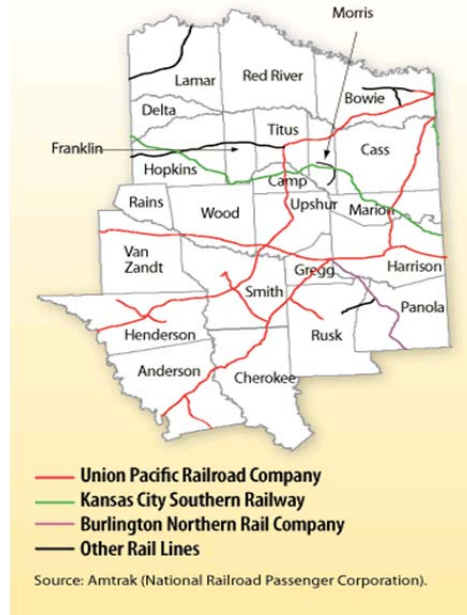 Morris
Lamar
Red River
Bowie
Delta
Titus
Franklin
Cass
Hopkins
Camp
Rains
Wood
Upshur
Marion
Van
Zandt
Gregg
Harrison
Smith
Panola
Henderson
Rusk
Anderson
Cherokee
Union Pacific Railroad Company
Kansas City Southern Railway
Burlington Northern Rail Company
Other Rail Lines
Source: Amtrak (National Railroad Passenger Corporation).